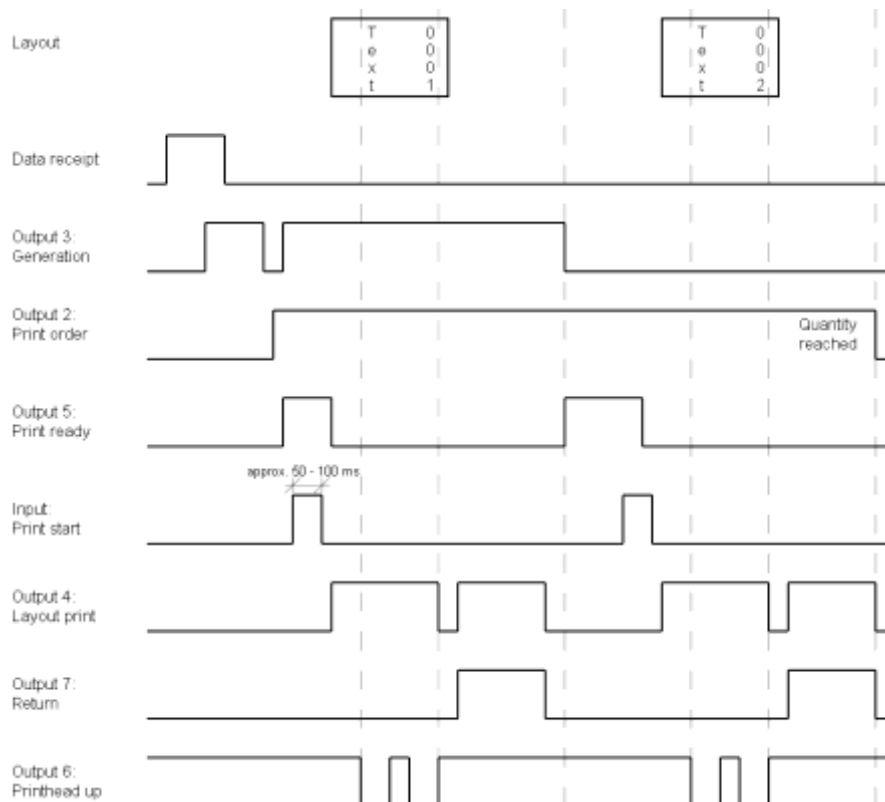 Layout
T 0
e 0
x 0
t 1
T 0
e 0
x 0
t 2
Data receipt
Output 3:
Generation
Output 2:
Print order
Quantity
reached
Output 5:
Print ready
approx. 50 - 100 ms
Input:
Print start
Output 4:
Layout print
Output 7:
Return
Output 6:
Printhead up